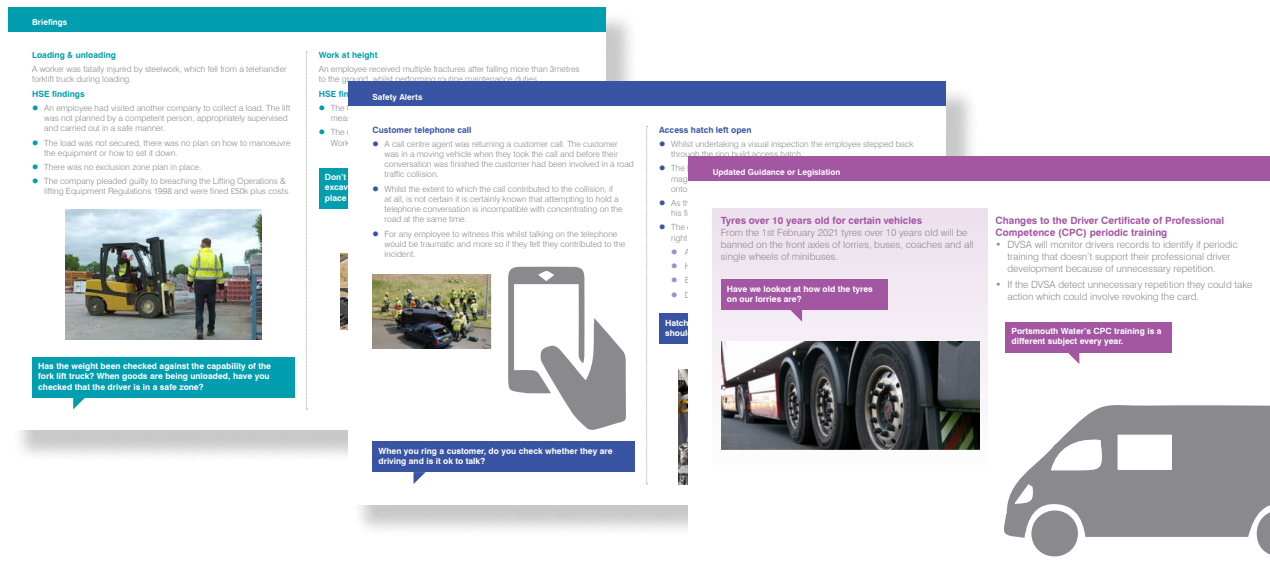 Briefings
Loading & unloading
A worker was fatally injured by steelwork, which fell from a telehandler
forklift truck during loading.
HSE findings
An employee had visited another company to collect a load. The lift
was not planned by a competent person, appropriately supervised
and carried out in a safe manner.
The load was not secured, there was no plan on how to manoeuvre
the equipment or how to set it down.
There was no exclusion zone plan in place.
The company pleaded guilty to breaching the Lifting Operations &
lifting Equipment Regulations 1998 and were fined £50k plus costs.
Has the weight been checked against the capability of the
fork lift truck? When goods are being unloaded, have you
checked that the driver is in a safe zone?
Work at height
An employee received multiple fractures after falling more than 3metres
to the ground, whilst performing routine maintenance duties.
HSE
The
The
Work
Don't
place
Safety Alerts
Customer telephone call
A call centre agent was returning a customer call. The customer
was in a moving vehicle when they took the call and before their
conversation was finished the customer had been involved in a road
traffic collision.
Whilst the extent to which the call contributed to the collision, if
at all, is not certain it is certainly known that attempting to hold a
telephone conversation is incompatible with concentrating on the
road at the same time.
For any employee to witness this whilst talking on the telephone
would be traumatic and more so if they felt they contributed to the
incident.
When you ring a customer, do you check whether they are
driving and is it ok to talk?
Access hatch left open
Whilst undertaking a visual inspection the employee stepped back
through the ring build access hatch.
The
onto
his
The
right
Hatch
Updated Guidance or Legislation
Tyres over 10 years old for certain vehicles
From the 1st February 2021 tyres over 10 years old will be
banned on the front axles of lorries, buses, coaches and all
single wheels of minibuses.
Have we looked at how old the tyres
on our lorries are?
Changes to the Driver Certificate of Professional
Competence (CPC) periodic training
• DVSA will monitor drivers records to identify if periodic
training that doesn't support their professional driver
development because of unnecessary repetition.
• If the DVSA detect unnecessary repetition they could take
action which could involve revoking the card.
Portsmouth Water's CPC training is a
different subject every year.